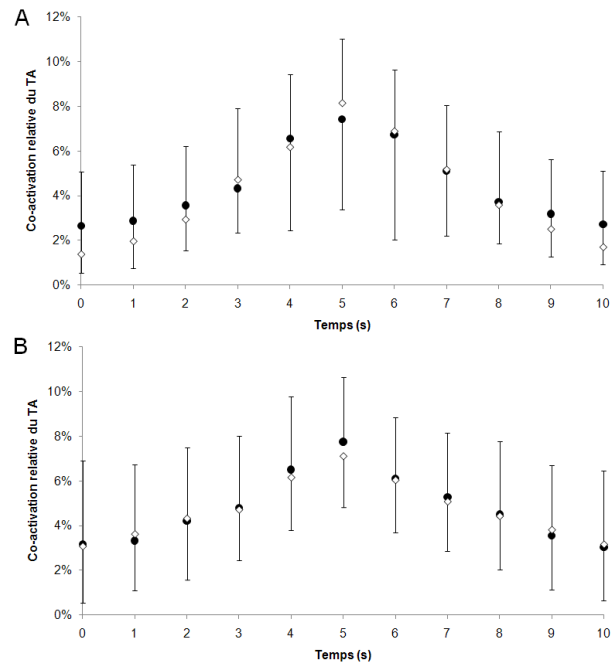 A
12%
10%
8%
6%
4%
2%
0%
Co-activation relative du TA
0 1 2 3 4 5 6 7 8 9 10
Temps (s)
B
12%
10%
8%
6%
4%
2%
0%
Co-activation relative du TA
0 1 2 3 4 5 6 7 8 9 10
Temps (s)